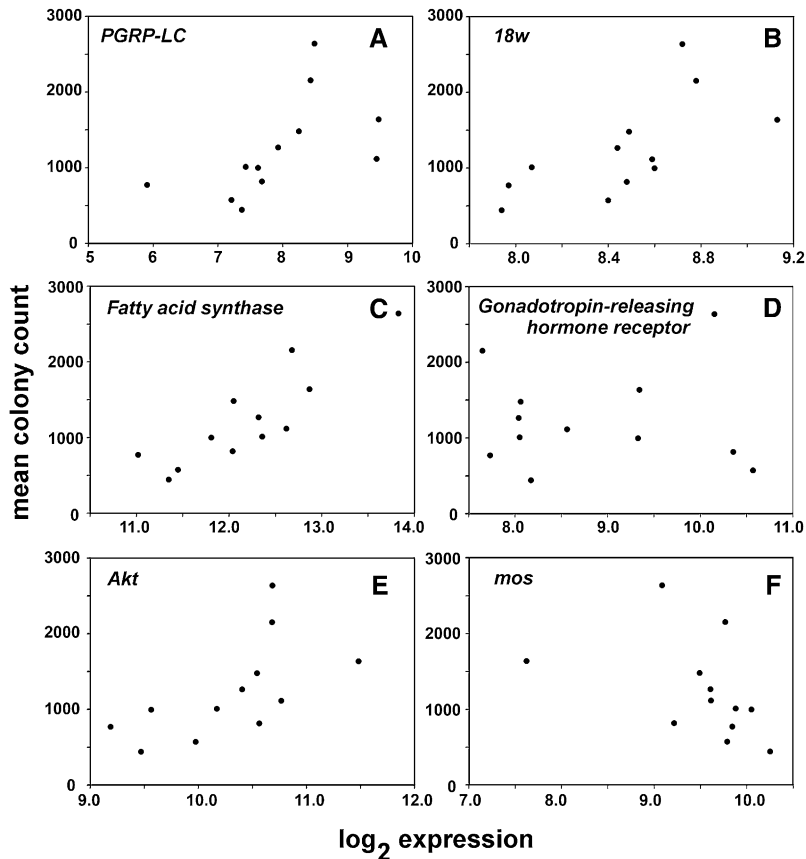 PGRP-LC
A
3000
2000
1000
0
5 6 7 8 9 10
18w
B
3000
2000
1000
0
8.0 8.4 8.8 9.2
mean colony count
Fatty acid synthase
C
3000
2000
1000
0
11.0 12.0 13.0 14.0
Gonadotropin-releasing
hormone receptor
D
3000
2000
1000
0
8.0 9.0 10.0 11.0
Akt
E
3000
2000
1000
0
9.0 10.0 11.0 12.0
mos
F
3000
2000
1000
0
7.0 8.0 9.0 10.0
log2 expression